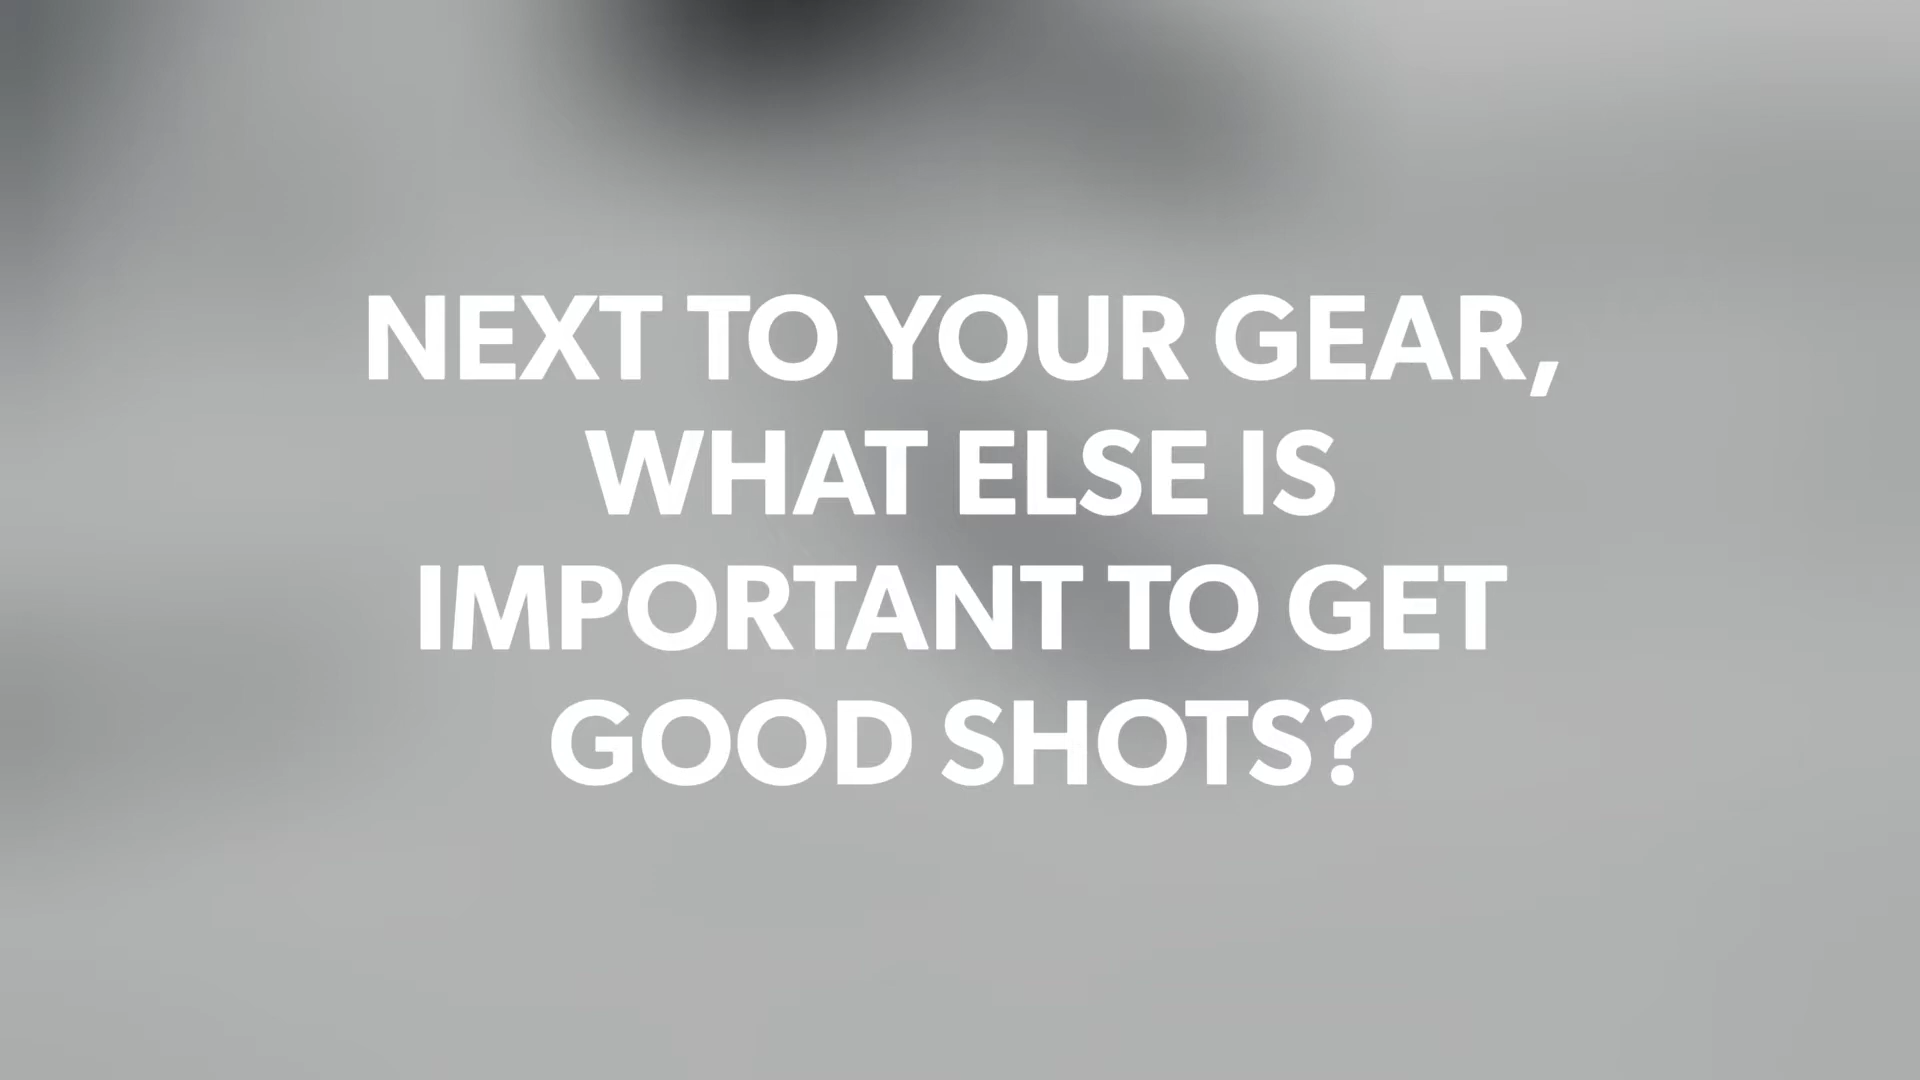 NEXT TO YOUR GEAR,
WHAT ELSE IS
IMPORTANT TO GET
GOOD SHOTS?